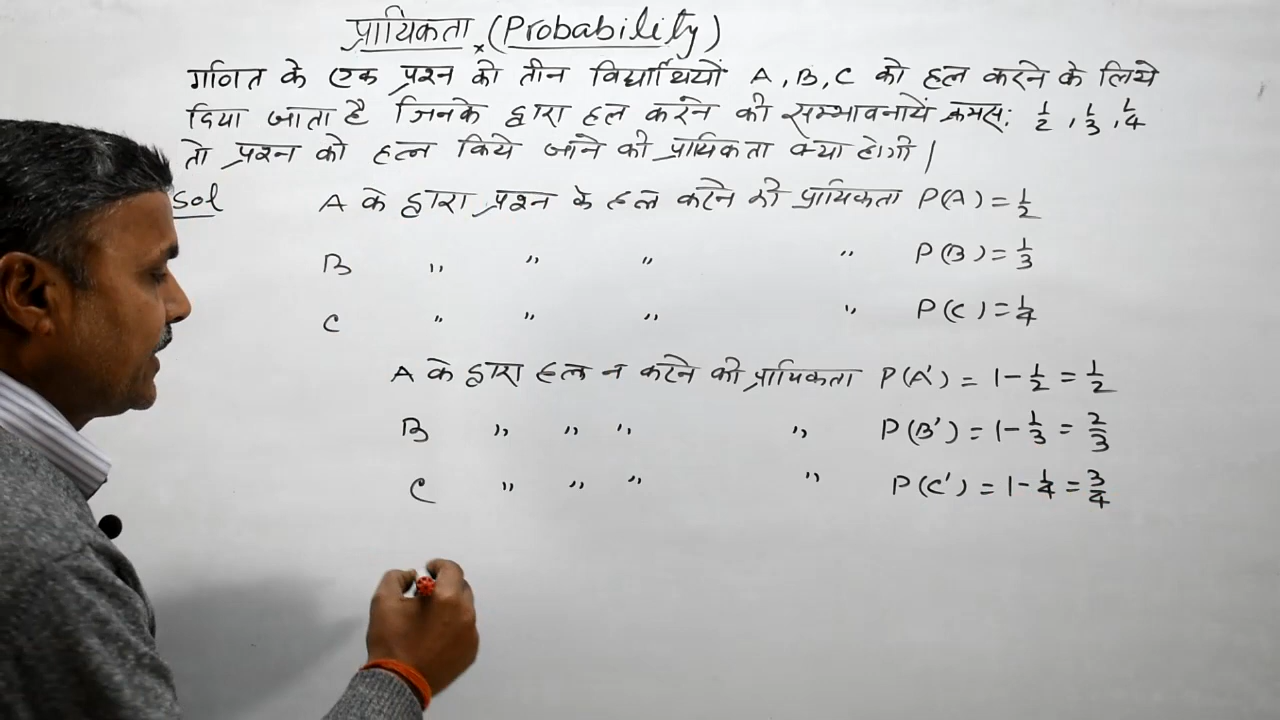 प्रायिकता (Probability)
गणित के एक प्रश्न को तीन विद्यार्थियों A, B, C को हल करने के लिये
दिया जाता है जिनके द्वारा हल करने की सम्भावनायें क्रमस: 1/2, 1/3, 1/4
तो प्रश्न को हल किये जाने की प्रायिकता क्या होगी |
Sol A के द्वारा प्रश्न के हल करने की प्रायिकता P(A) = 1/2
B " " " " P(B) = 1/3
C " " " " P(C) = 1/4
A के द्वारा हल न करने की प्रायिकता P(A') = 1 - 1/2 = 1/2
B " " " " P(B') = 1 - 1/3 = 2/3
C " " " " P(C') = 1 - 1/4 = 3/4